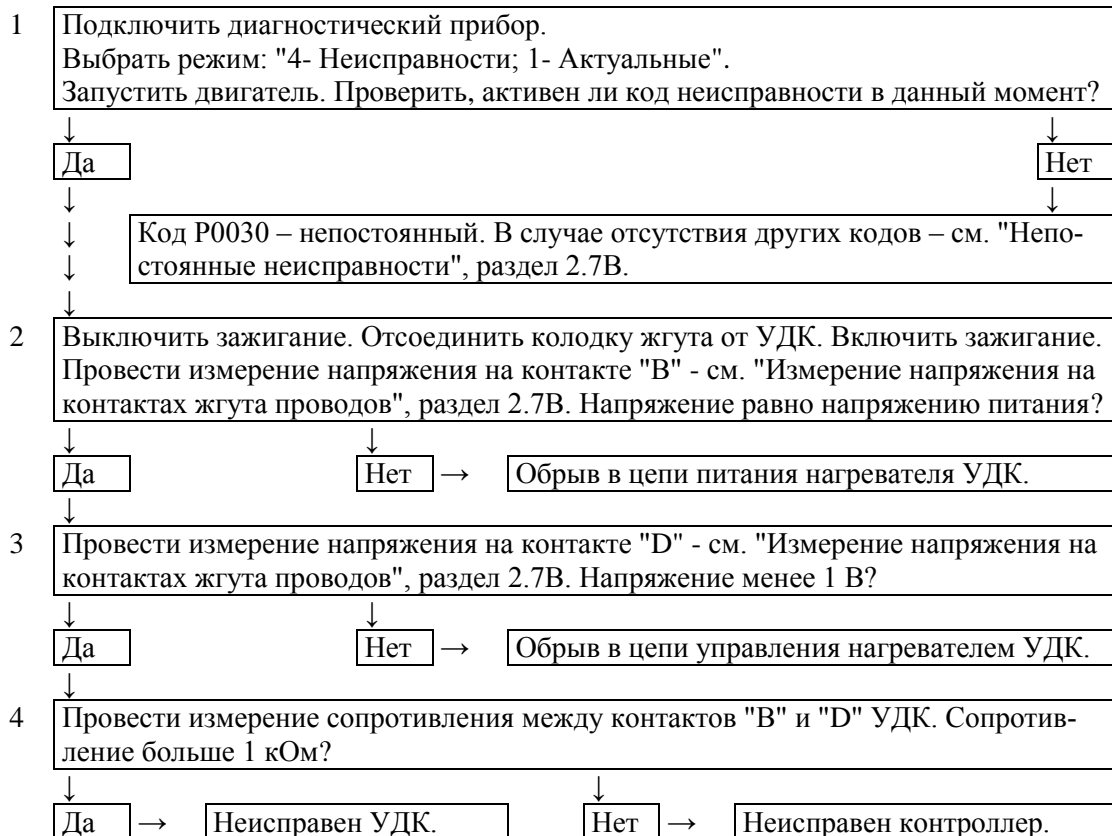 1 Подключить диагностический прибор.
Выбрать режим: "4- Неисправности; 1- Актуальные".
Запустить двигатель. Проверить, активен ли код неисправности в данный момент?
↓ ↓
Да Нет
↓ ↓
↓ Код P0030 – непостоянный. В случае отсутствия других кодов – см. "Непо-
↓ стоянные неисправности", раздел 2.7В.
↓
2 Выключить зажигание. Отсоединить колодку жгута от УДК. Включить зажигание.
Провести измерение напряжения на контакте "В" - см. "Измерение напряжения на
контактах жгута проводов", раздел 2.7В. Напряжение равно напряжению питания?
↓ ↓
Да Нет → Обрыв в цепи питания нагревателя УДК.
↓
3 Провести измерение напряжения на контакте "D" - см. "Измерение напряжения на
контактах жгута проводов", раздел 2.7В. Напряжение менее 1 В?
↓ ↓
Да Нет → Обрыв в цепи управления нагревателем УДК.
↓
4 Провести измерение сопротивления между контактов "В" и "D" УДК. Сопротив-
ление больше 1 кОм?
↓ ↓
Да → Неисправен УДК. Нет → Неисправен контроллер.